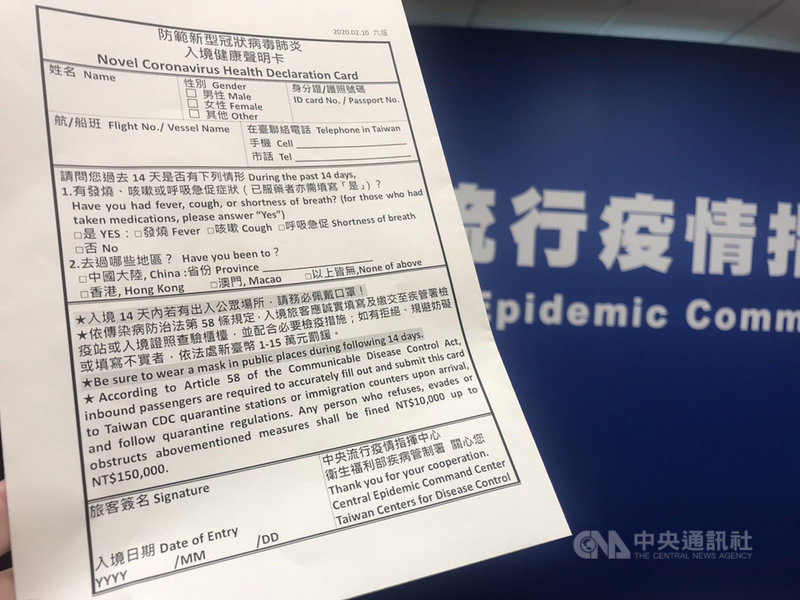 2020.02.10 六版
防範新型冠狀病毒肺炎
入境健康聲明卡
Novel Coronavirus Health Declaration Card
姓名 Name
性別 Gender
□ 男性 Male
□ 女性 Female
□ 其他 Other
身分證/護照號碼
ID card No. / Passport No.
航/船班 Flight No./ Vessel Name
在臺聯絡電話 Telephone in Taiwan
手機 Cell
市話 Tel
請問您過去 14 天是否有下列情形 During the past 14 days,
1.有發燒、咳嗽或呼吸急促症狀（已服藥者亦需填寫「是」）?
Have you had fever, cough, or shortness of breath? (for those who had
taken medications, please answer "Yes")
□是 YES：□發燒 Fever □咳嗽 Cough □呼吸急促 Shortness of breath
□否 No
2.去過哪些地區？ Have you been to?
□中國大陸, China :省份 Province
□香港, Hong Kong □澳門, Macao □以上皆無,None of above
★入境 14 天內若有出入公眾場所，請務必佩戴口罩！
★依傳染病防治法第 58 條規定，入境旅客應誠實填寫及繳交至疾管署檢
疫站或入境證照查驗櫃檯，並配合必要檢疫措施；如有拒絕、規避妨礙
或填寫不實者，依法處新臺幣 1-15 萬元罰鍰。
★Be sure to wear a mask in public places during following 14 days.
★ According to Article 58 of the Communicable Disease Control Act,
inbound passengers are required to accurately fill out and submit this card
to Taiwan CDC quarantine stations or immigration counters upon arrival,
and follow quarantine regulations. Any person who refuses, evades or
obstructs abovementioned measures shall be fined NT$10,000 up to
NT$150,000.
旅客簽名 Signature
入境日期 Date of Entry
YYYY /MM /DD
中央流行疫情指揮中心
衛生福利部疾病管制署 關心您
Thank you for your cooperation.
Central Epidemic Command Center
Taiwan Centers for Disease Control
流行疫情指
Epidemic Comm
CNA 中央通訊社
THE CENTRAL NEWS AGENCY